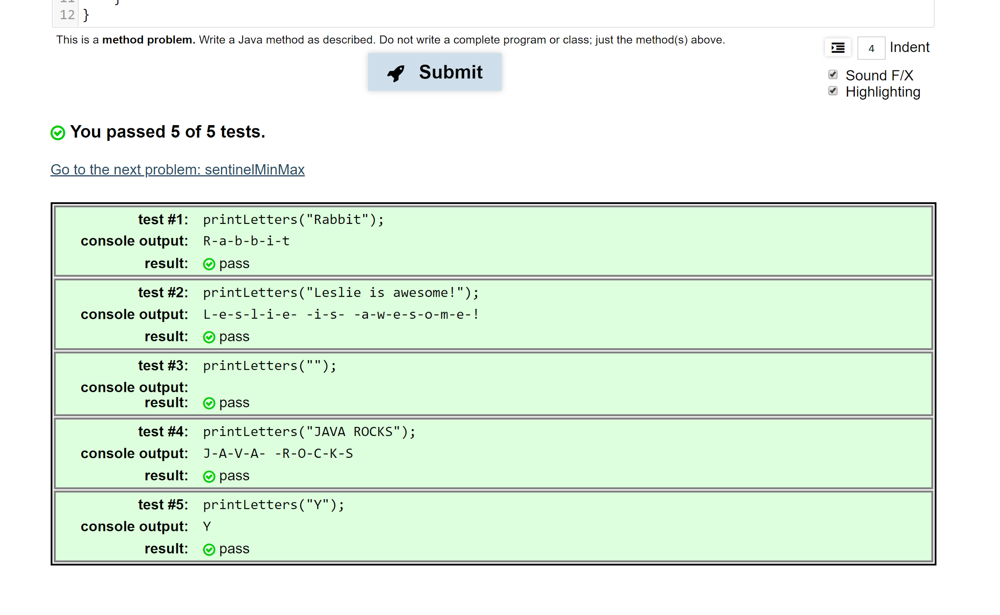 11 }
12 }
This is a method problem. Write a Java method as described. Do not write a complete program or class; just the method(s) above.
4 Indent
Submit
Sound F/X
Highlighting
You passed 5 of 5 tests.
Go to the next problem: sentinelMinMax
test #1: printLetters("Rabbit");
console output: R-a-b-b-i-t
result: pass
test #2: printLetters("Leslie is awesome!");
console output: L-e-s-l-i-e- -i-s- -a-w-e-s-o-m-e-!
result: pass
test #3: printLetters("");
console output:
result: pass
test #4: printLetters("JAVA ROCKS");
console output: J-A-V-A- -R-O-C-K-S
result: pass
test #5: printLetters("Y");
console output: Y
result: pass